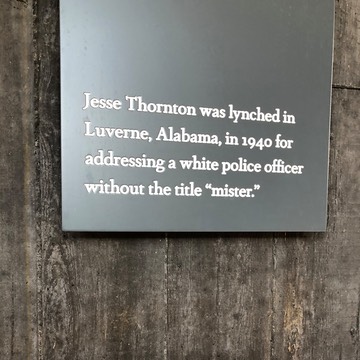 Jesse Thornton was lynched in
Luverne, Alabama, in 1940 for
addressing a white police officer
without the title “mister.”